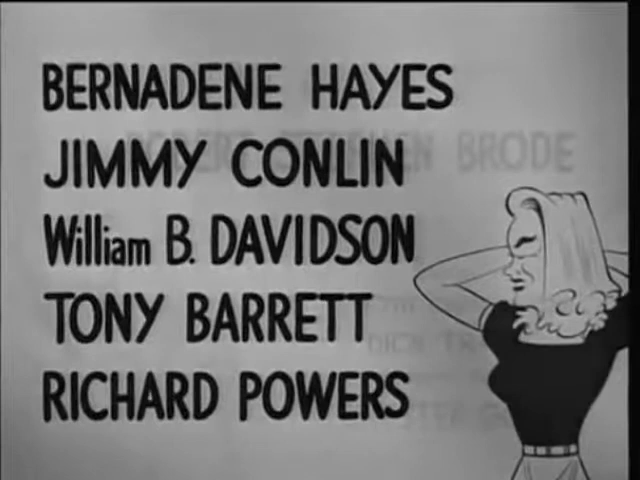 BERNADENE HAYES
JIMMY CONLIN
William B. DAVIDSON
TONY BARRETT
RICHARD POWERS